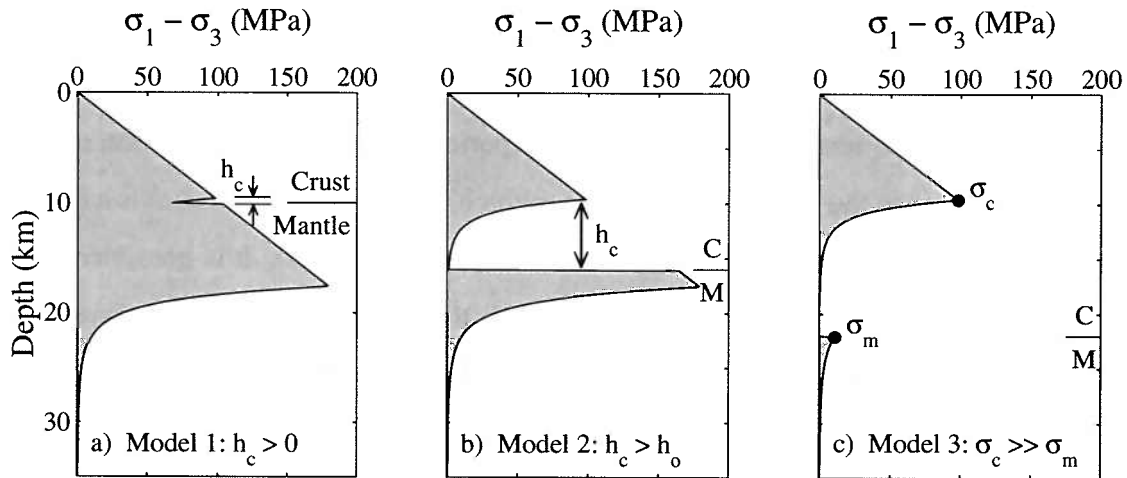 σ1 − σ3 (MPa)
0 50 100 150 200
0
10
20
30
Depth (km)
hc
Crust
Mantle
a) Model 1: hc > 0
σ1 − σ3 (MPa)
0 50 100 150 200
hc
C
M
b) Model 2: hc > ho
σ1 − σ3 (MPa)
0 50 100 150 200
σc
σm
C
M
c) Model 3: σc >> σm